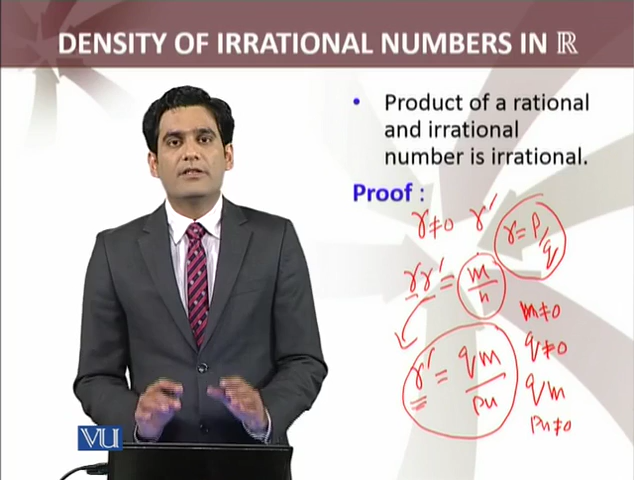 DENSITY OF IRRATIONAL NUMBERS IN ℝ
• Product of a rational
and irrational
number is irrational.
Proof :
r≠0 r'
r = p/q
rr' = m/n
m≠0
q≠0
r' = qm/pn
qm
pn≠0
VU